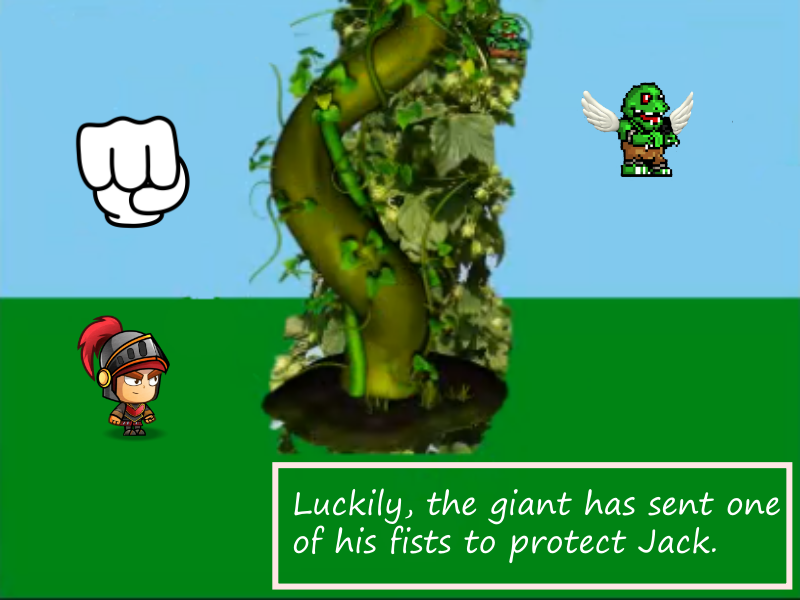 Luckily, the giant has sent one
of his fists to protect Jack.